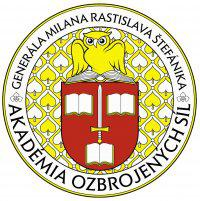 GENERÁLA MILANA RASTISLAVA ŠTEFÁNIKA
AKADÉMIA OZBROJENÝCH SÍL